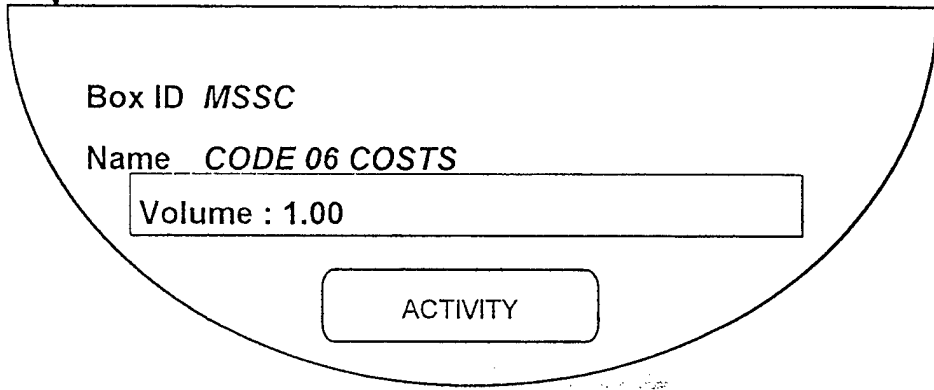 Box ID MSSC
Name CODE 06 COSTS
Volume : 1.00
ACTIVITY